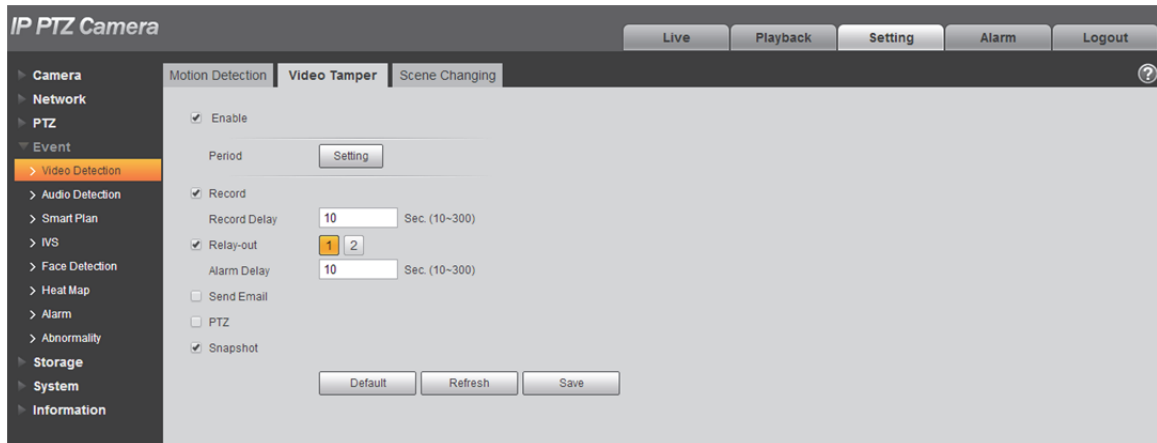 IP PTZ Camera
Live
Playback
Setting
Alarm
Logout
Camera
Network
PTZ
Event
Video Detection
Audio Detection
Smart Plan
IVS
Face Detection
Heat Map
Alarm
Abnormality
Storage
System
Information
Motion Detection Video Tamper Scene Changing
?
Enable
Period Setting
Record
Record Delay 10 Sec. (10~300)
Relay-out 1 2
Alarm Delay 10 Sec. (10~300)
Send Email
PTZ
Snapshot
Default Refresh Save